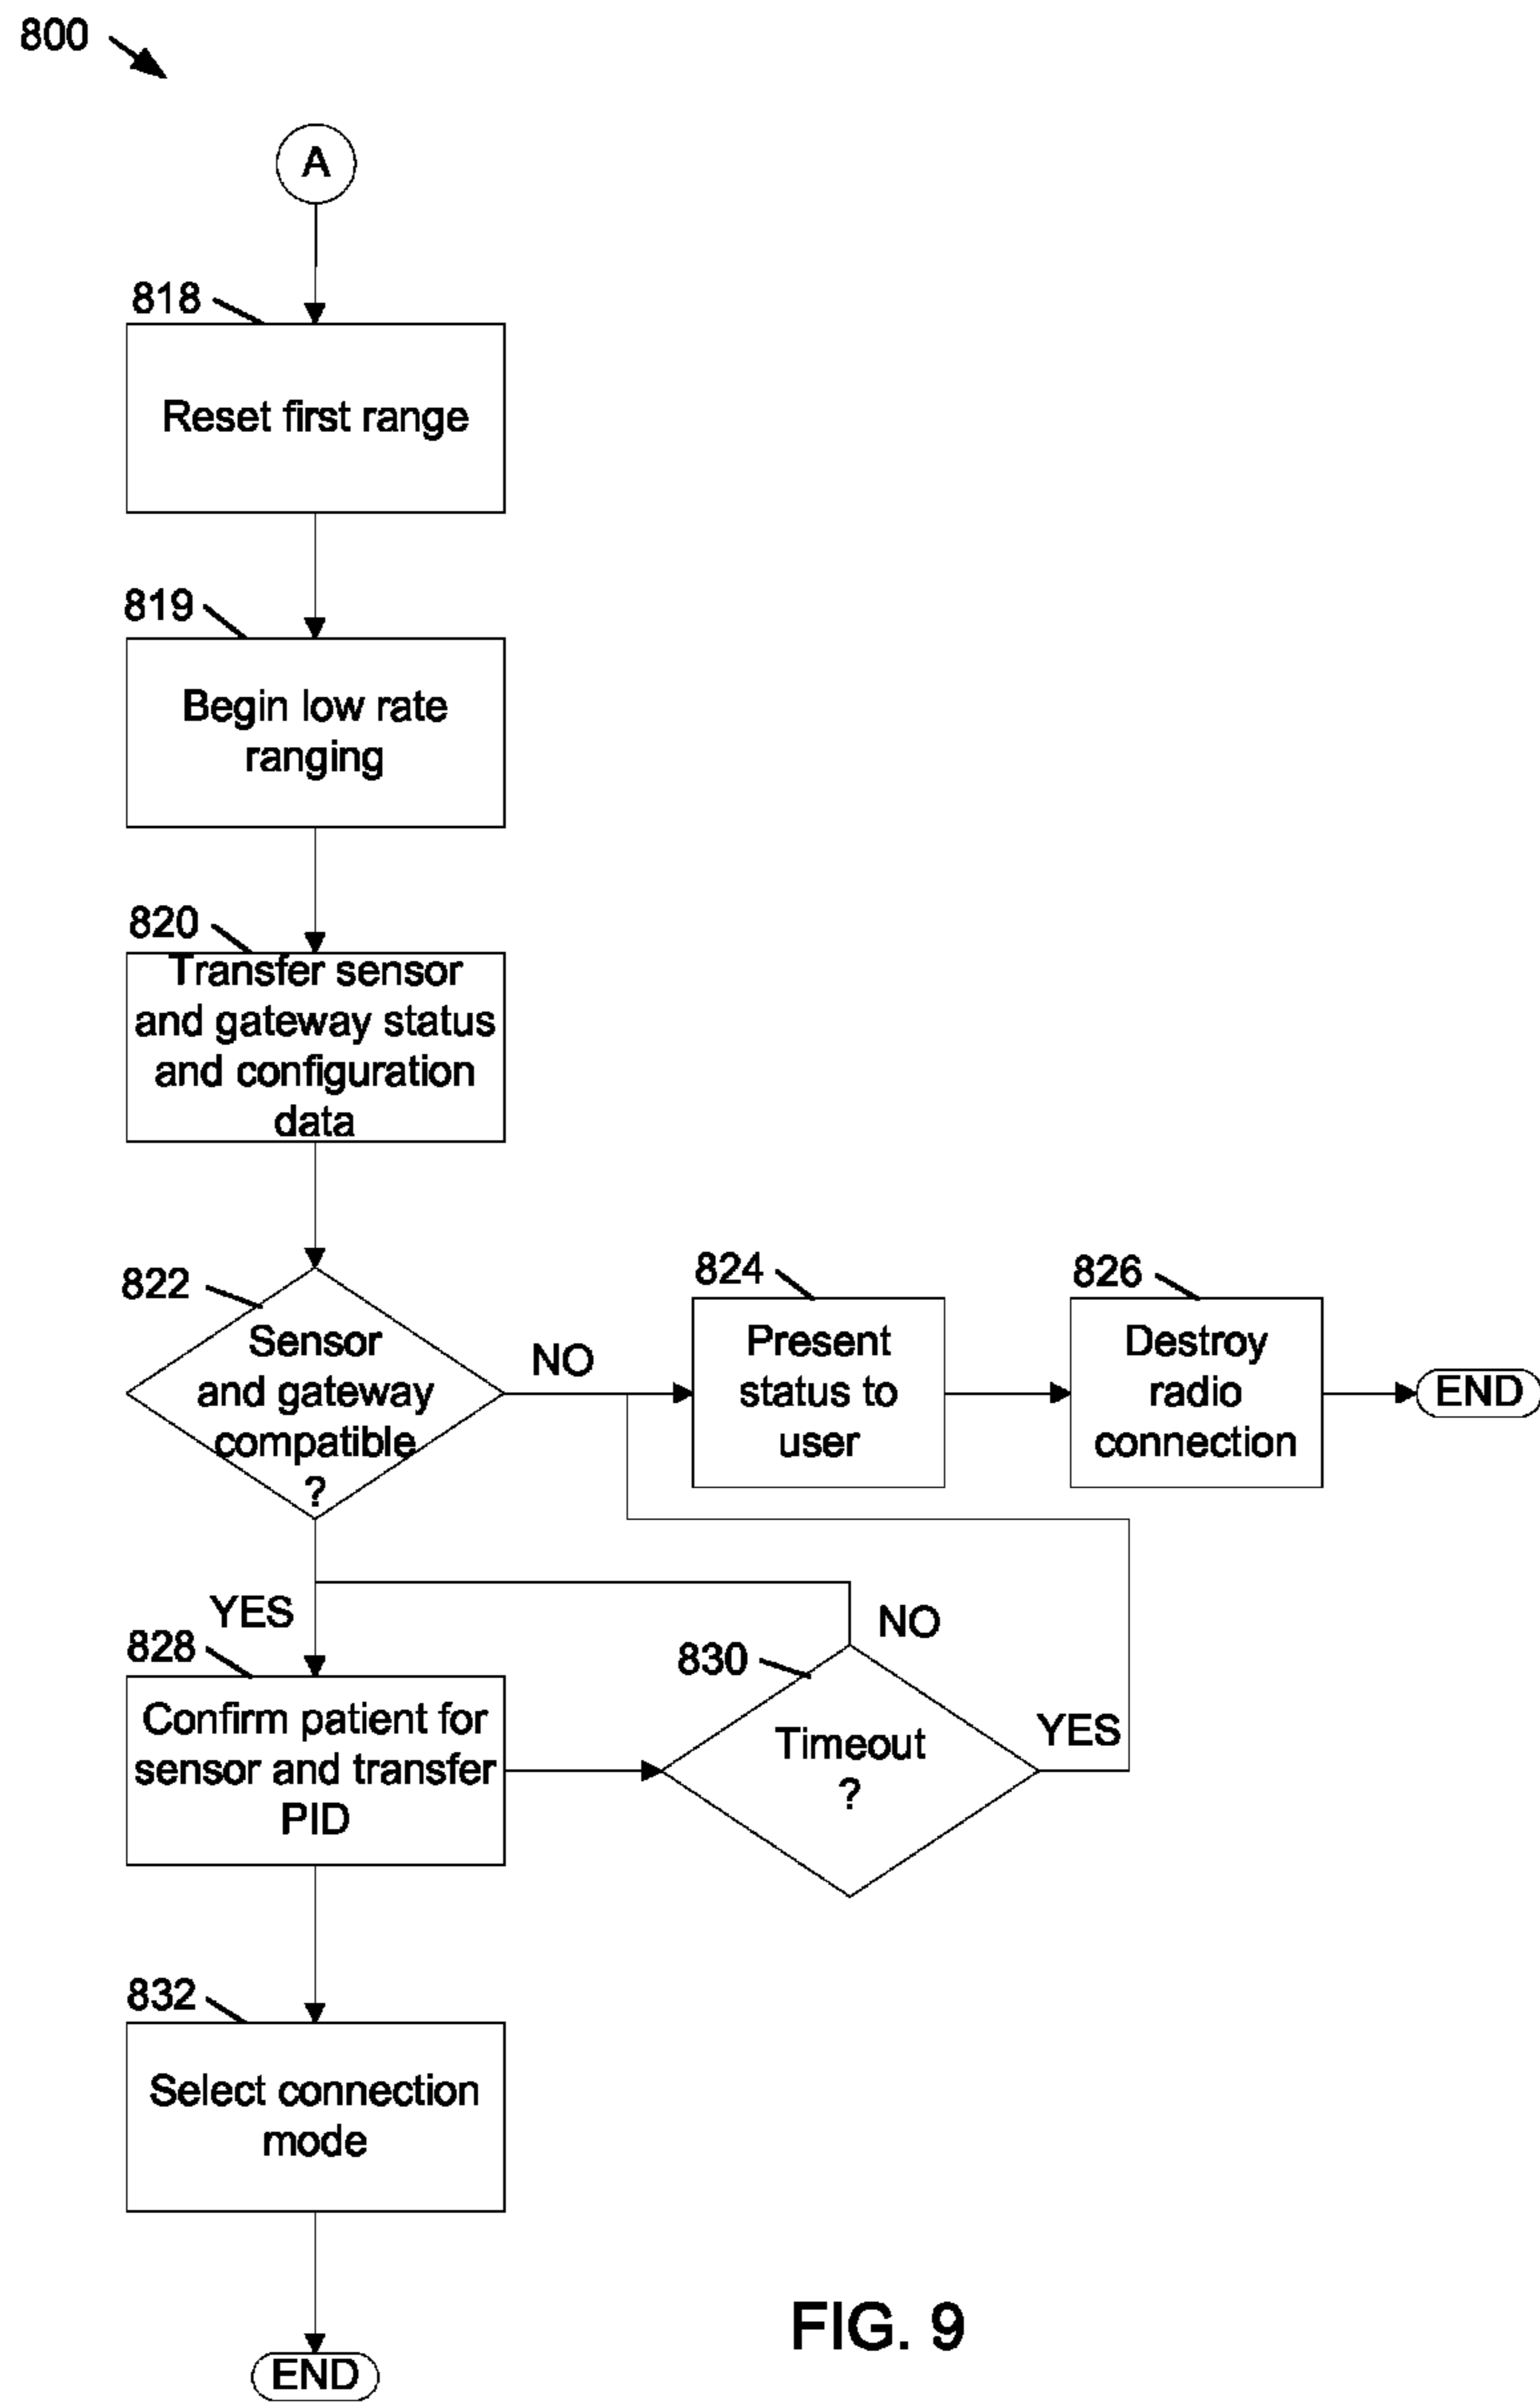 800
A
818
Reset first range
819
Begin low rate
ranging
820
Transfer sensor
and gateway status
and configuration
data
822
Sensor
and gateway
compatible
?
NO
824
Present
status to
user
826
Destroy
radio
connection
END
YES
828
Confirm patient for
sensor and transfer
PID
830
Timeout
?
NO
YES
832
Select connection
mode
END
FIG. 9